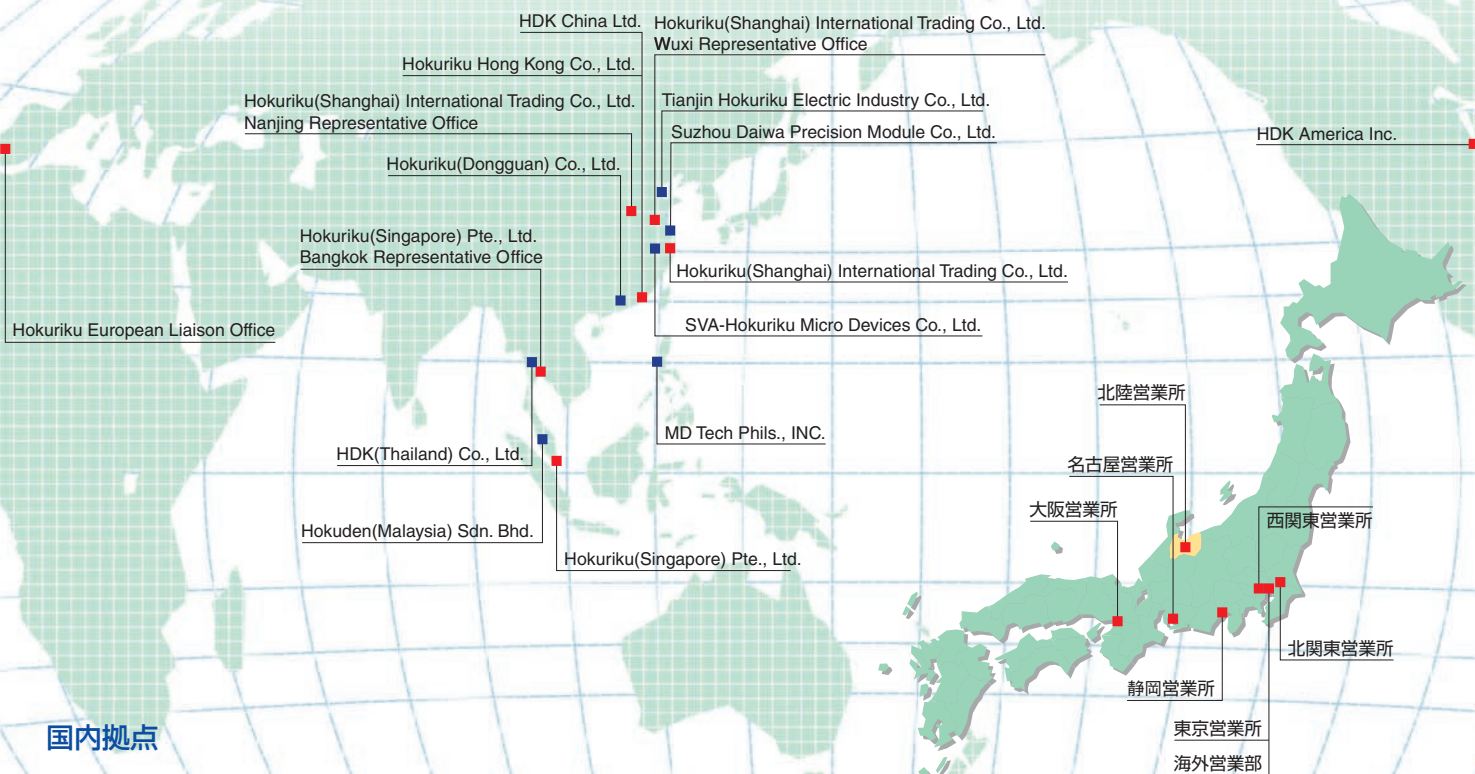 HDK China Ltd.
Hokuriku(Shanghai) International Trading Co., Ltd.
Wuxi Representative Office
Hokuriku Hong Kong Co., Ltd.
Hokuriku(Shanghai) International Trading Co., Ltd.
Nanjing Representative Office
Tianjin Hokuriku Electric Industry Co., Ltd.
Suzhou Daiwa Precision Module Co., Ltd.
HDK America Inc.
Hokuriku(Dongguan) Co., Ltd.
Hokuriku(Singapore) Pte., Ltd.
Bangkok Representative Office
Hokuriku(Shanghai) International Trading Co., Ltd.
Hokuriku European Liaison Office
SVA-Hokuriku Micro Devices Co., Ltd.
MD Tech Phils., INC.
HDK(Thailand) Co., Ltd.
Hokuden(Malaysia) Sdn. Bhd.
Hokuriku(Singapore) Pte., Ltd.
北陸営業所
名古屋営業所
大阪営業所
西関東営業所
北関東営業所
静岡営業所
東京営業所
海外営業部
国内拠点